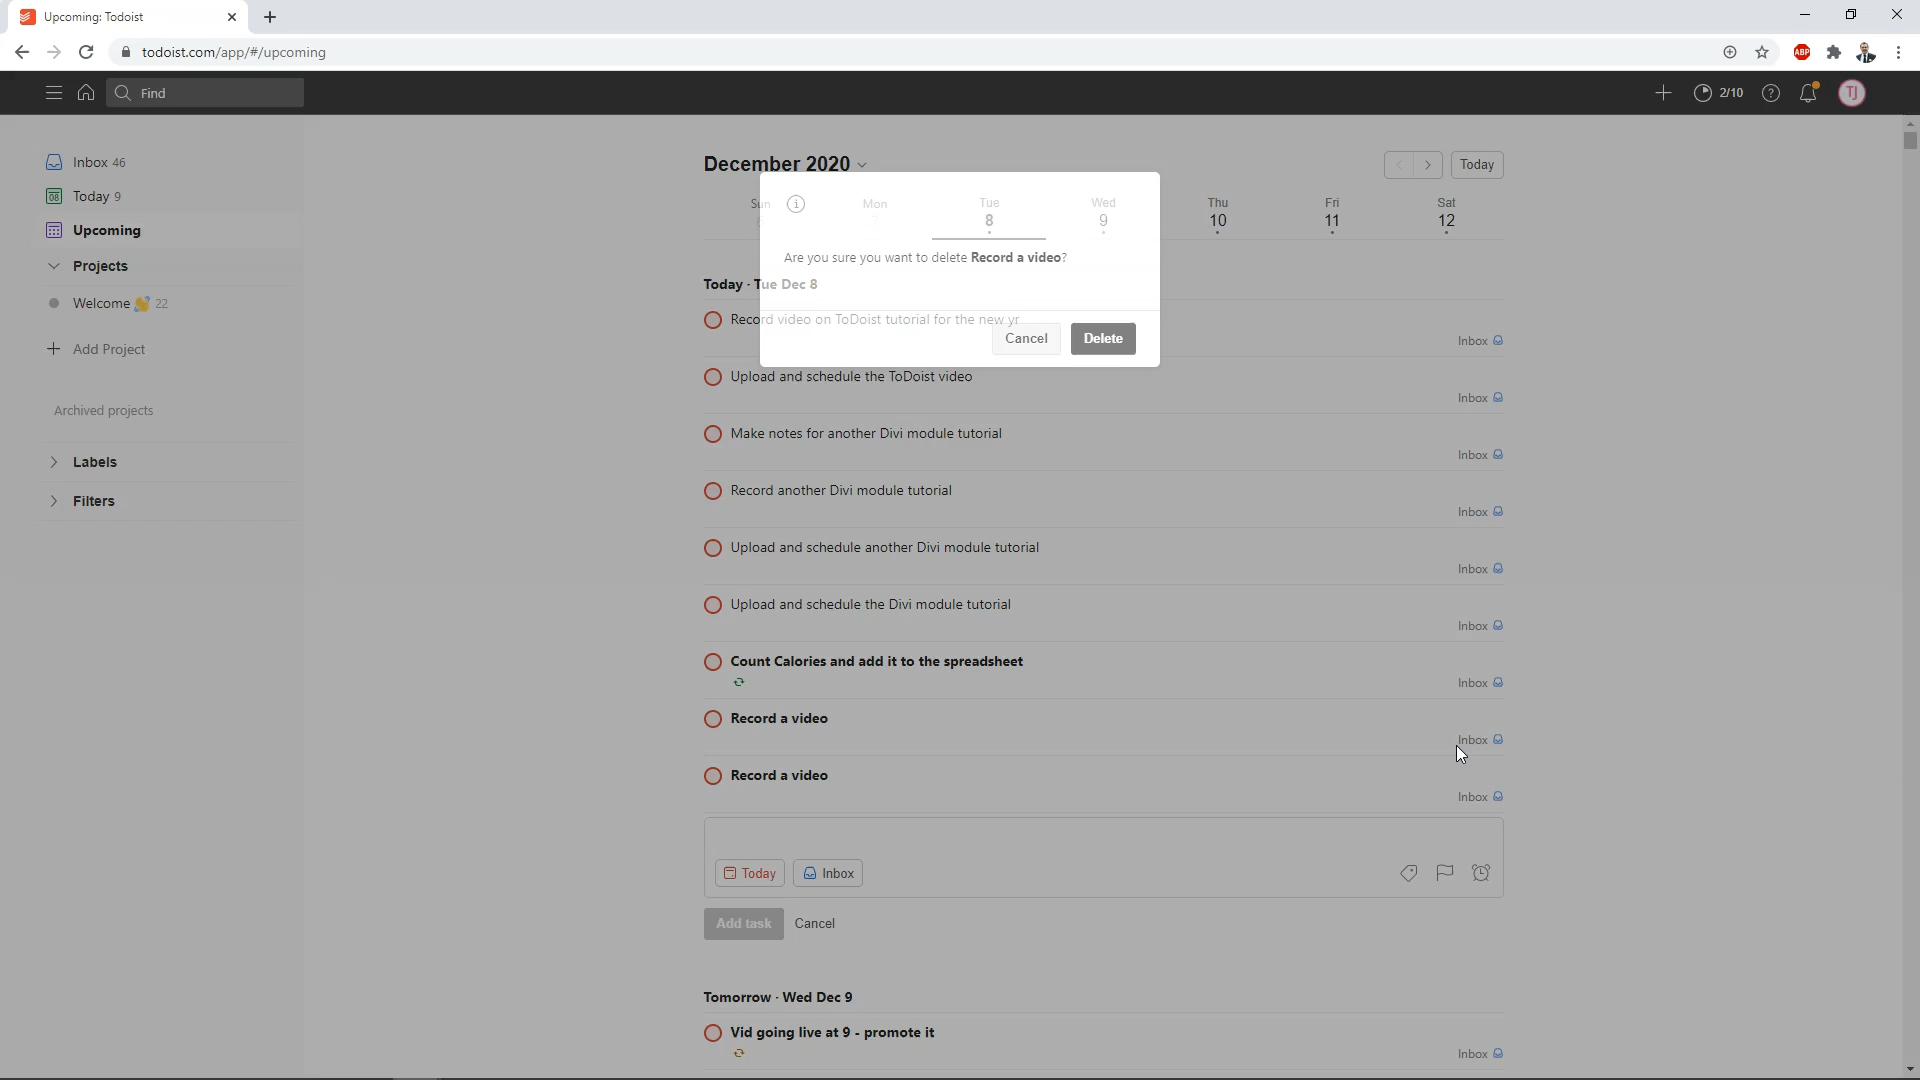 Upcoming: Todoist
todoist.com/app/#/upcoming
ABP
Find
2/10
TJ
Inbox 46
08 Today 9
Upcoming
Projects
Welcome 👋 22
Add Project
Archived projects
Labels
Filters
December 2020
Today
Sun
Mon
7
Tue
8
Wed
9
Thu
10
Fri
11
Sat
12
Are you sure you want to delete Record a video?
Cancel
Delete
Today · Tue Dec 8
Record video on ToDoist tutorial for the new yr
Inbox
Upload and schedule the ToDoist video
Inbox
Make notes for another Divi module tutorial
Inbox
Record another Divi module tutorial
Inbox
Upload and schedule another Divi module tutorial
Inbox
Upload and schedule the Divi module tutorial
Inbox
Count Calories and add it to the spreadsheet
Inbox
Record a video
Inbox
Record a video
Inbox
Today
Inbox
Add task
Cancel
Tomorrow · Wed Dec 9
Vid going live at 9 - promote it
Inbox